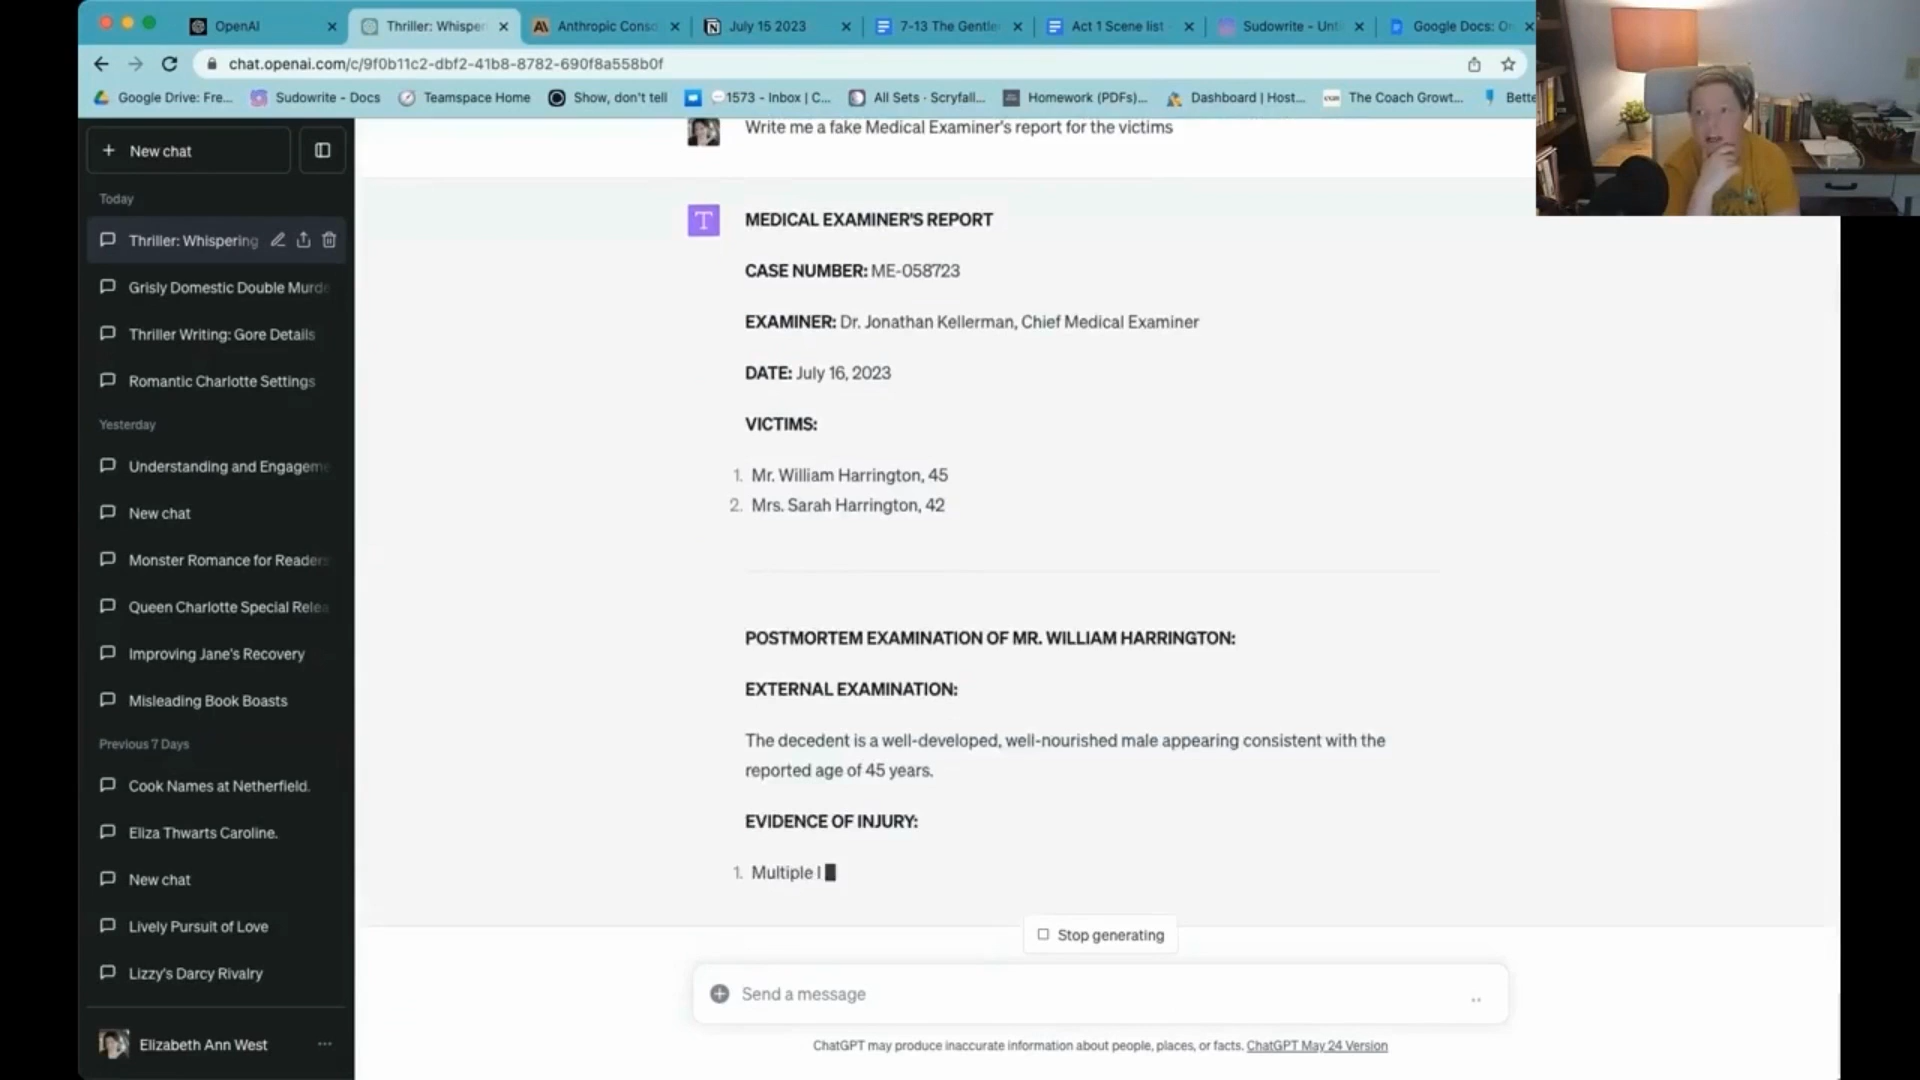 OpenAI
Thriller: Whisper
Anthropic Conso
July 15 2023
7-13 The Gentle
Act 1 Scene list -
Sudowrite - Unti
Google Docs: On
chat.openai.com/c/9f0b11c2-dbf2-41b8-8782-690f8a558b0f
Google Drive: Fre...
Sudowrite - Docs
Teamspace Home
Show, don't tell
1573 - Inbox | C...
All Sets · Scryfall...
Homework (PDFs)...
Dashboard | Host...
The Coach Growt...
Bette
New chat
Today
Thriller: Whispering
Grisly Domestic Double Murde
Thriller Writing: Gore Details
Romantic Charlotte Settings
Yesterday
Understanding and Engageme
New chat
Monster Romance for Readers
Queen Charlotte Special Relea
Improving Jane's Recovery
Misleading Book Boasts
Previous 7 Days
Cook Names at Netherfield.
Eliza Thwarts Caroline.
New chat
Lively Pursuit of Love
Lizzy's Darcy Rivalry
Elizabeth Ann West
Write me a fake Medical Examiner's report for the victims
T
MEDICAL EXAMINER'S REPORT
CASE NUMBER: ME-058723
EXAMINER: Dr. Jonathan Kellerman, Chief Medical Examiner
DATE: July 16, 2023
VICTIMS:
1. Mr. William Harrington, 45
2. Mrs. Sarah Harrington, 42
POSTMORTEM EXAMINATION OF MR. WILLIAM HARRINGTON:
EXTERNAL EXAMINATION:
The decedent is a well-developed, well-nourished male appearing consistent with the
reported age of 45 years.
EVIDENCE OF INJURY:
1. Multiple l
Stop generating
Send a message
ChatGPT may produce inaccurate information about people, places, or facts. ChatGPT May 24 Version